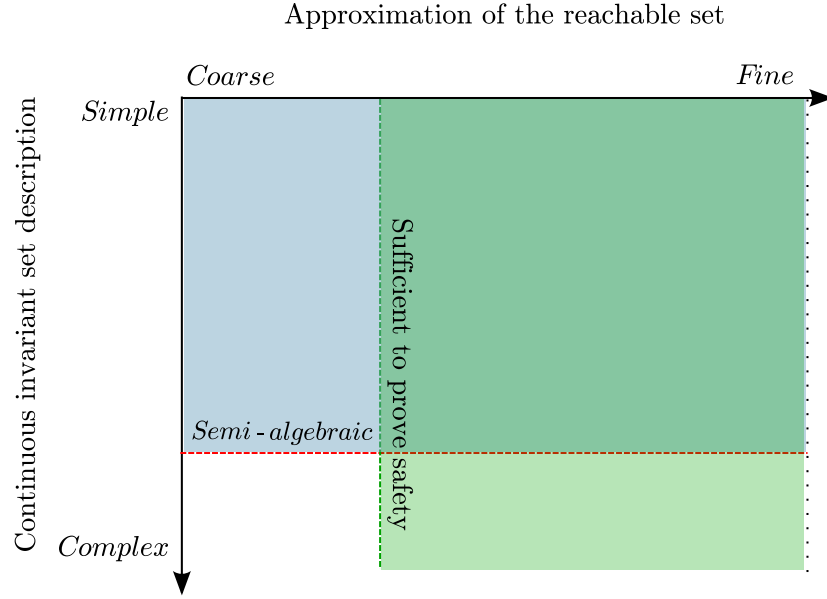 Approximation of the reachable set
Coarse
Fine
Simple
Continuous invariant set description
Sufficient to prove safety
Semi-algebraic
Complex